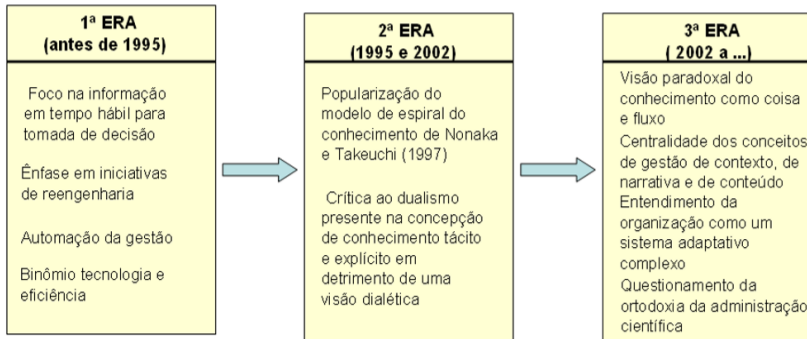 1ª ERA
(antes de 1995)
Foco na informação
em tempo hábil para
tomada de decisão
Ênfase em iniciativas
de reengenharia
Automação da gestão
Binômio tecnologia e
eficiência
2ª ERA
(1995 e 2002)
Popularização do
modelo de espiral do
conhecimento de Nonaka
e Takeuchi (1997)
Crítica ao dualismo
presente na concepção
de conhecimento tácito
e explícito em
detrimento de uma
visão dialética
3ª ERA
( 2002 a ...)
Visão paradoxal do
conhecimento como coisa
e fluxo
Centralidade dos conceitos
de gestão de contexto, de
narrativa e de conteúdo
Entendimento da
organização como um
sistema adaptativo
complexo
Questionamento da
ortodoxia da administração
científica